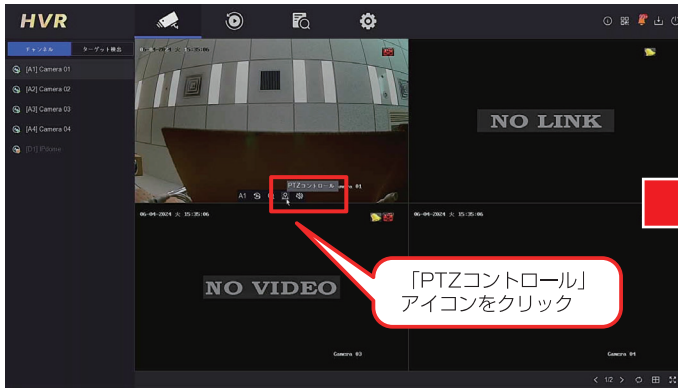 HVR
チャンネル
ターゲット検出
[A1] Camera 01
[A2] Camera 02
[A3] Camera 03
[A4] Camera 04
[D1] IPdome
06-04-2024 火 15:35:06
NO LINK
PTZコントロール
Camera 01
A1
06-04-2024 火 15:35:06
NO VIDEO
Camera 03
06-04-2024 火 15:35:06
Camera 04
「PTZコントロール」
アイコンをクリック
1/2